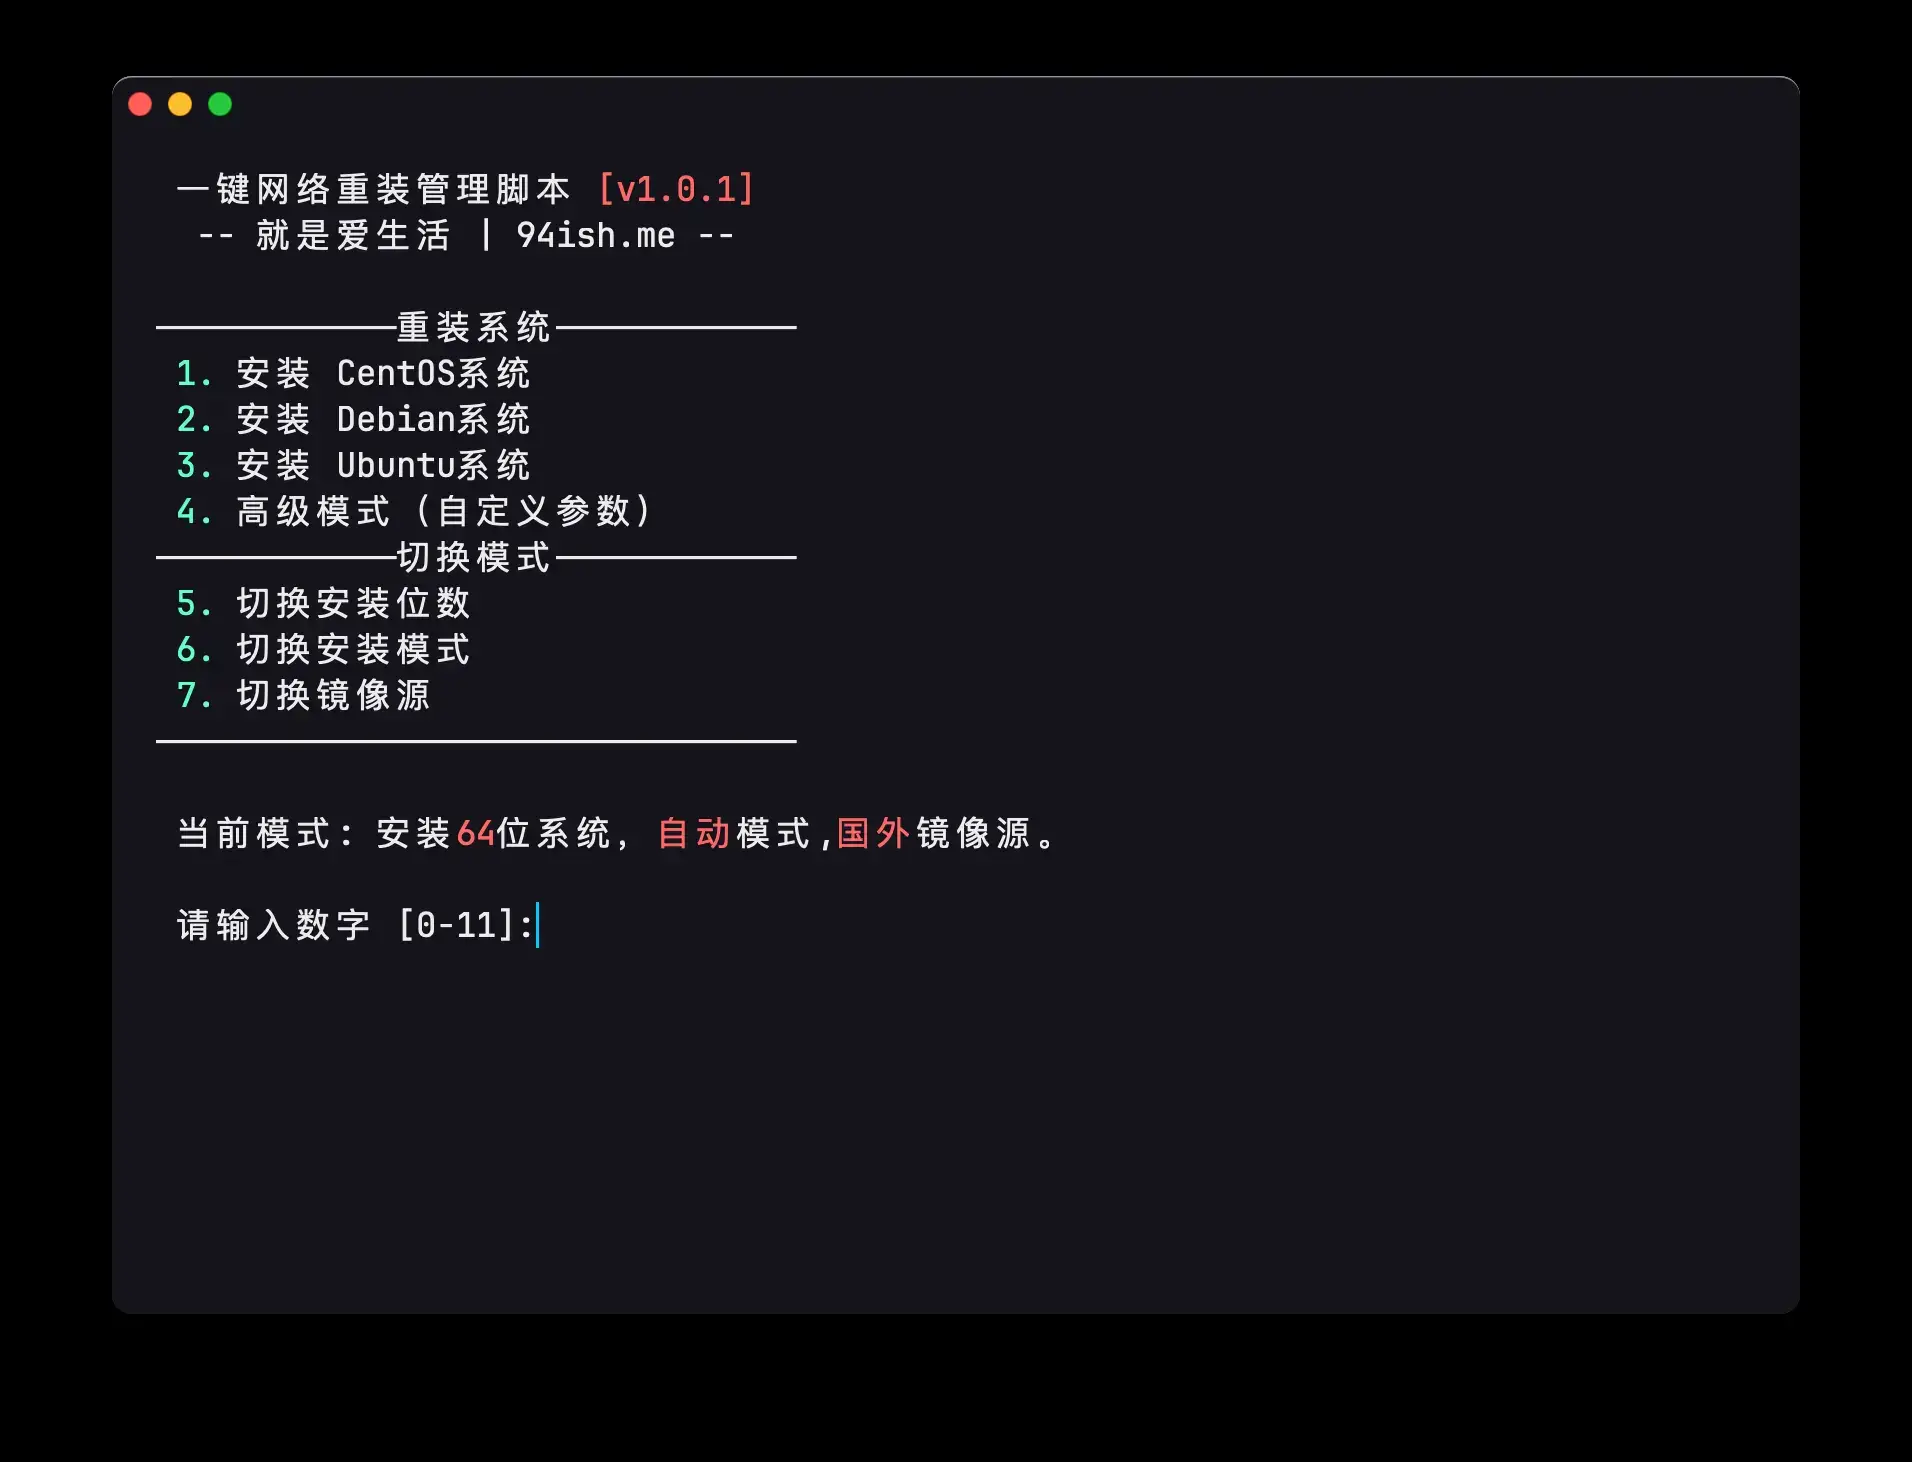 一键网络重装管理脚本 [v1.0.1]
-- 就是爱生活 | 94ish.me --
————————————重装系统————————————
1. 安装 CentOS系统
2. 安装 Debian系统
3. 安装 Ubuntu系统
4. 高级模式（自定义参数）
————————————切换模式————————————
5. 切换安装位数
6. 切换安装模式
7. 切换镜像源
————————————————————————————————
当前模式: 安装64位系统，自动模式,国外镜像源。
请输入数字 [0-11]: